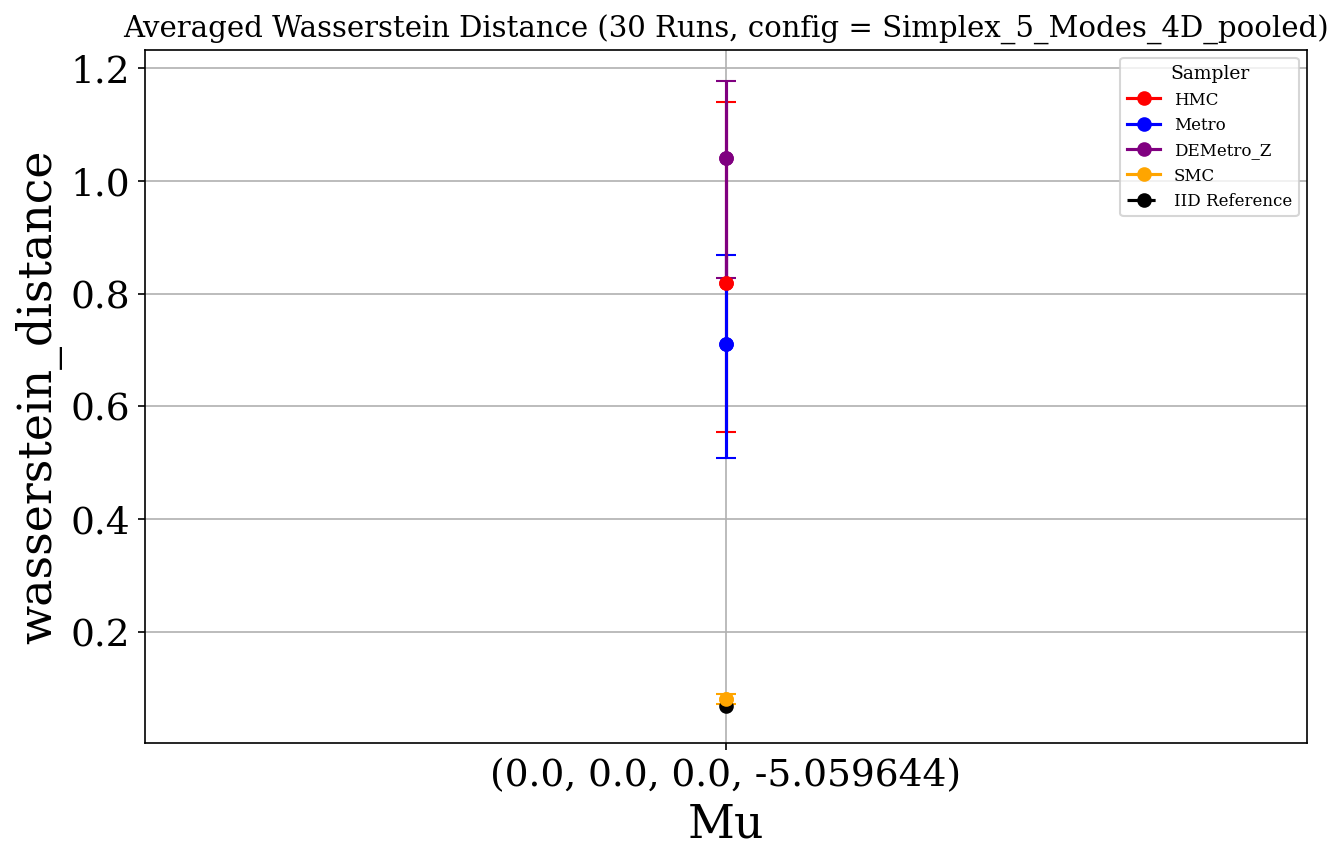 Averaged Wasserstein Distance (30 Runs, config = Simplex_5_Modes_4D_pooled)
1.2
1.0
0.8
0.6
0.4
0.2
wasserstein_distance
Sampler
HMC
Metro
DEMetro_Z
SMC
IID Reference
(0.0, 0.0, 0.0, -5.059644)
Mu